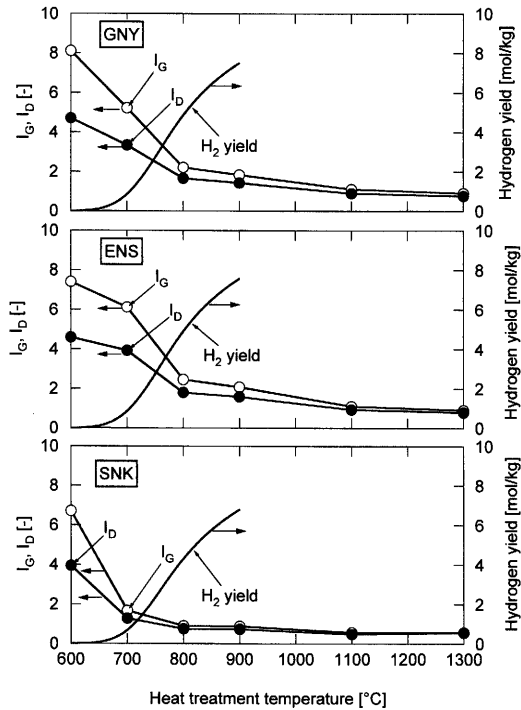 GNY
10
8
6
4
2
0
I_G, I_D [-]
I_G
I_D
H₂ yield
10
8
6
4
2
0
Hydrogen yield [mol/kg]
ENS
10
8
6
4
2
0
I_G, I_D [-]
I_G
I_D
H₂ yield
10
8
6
4
2
0
Hydrogen yield [mol/kg]
SNK
10
8
6
4
2
0
I_G, I_D [-]
I_D
I_G
H₂ yield
10
8
6
4
2
0
Hydrogen yield [mol/kg]
600 700 800 900 1000 1100 1200 1300
Heat treatment temperature [°C]